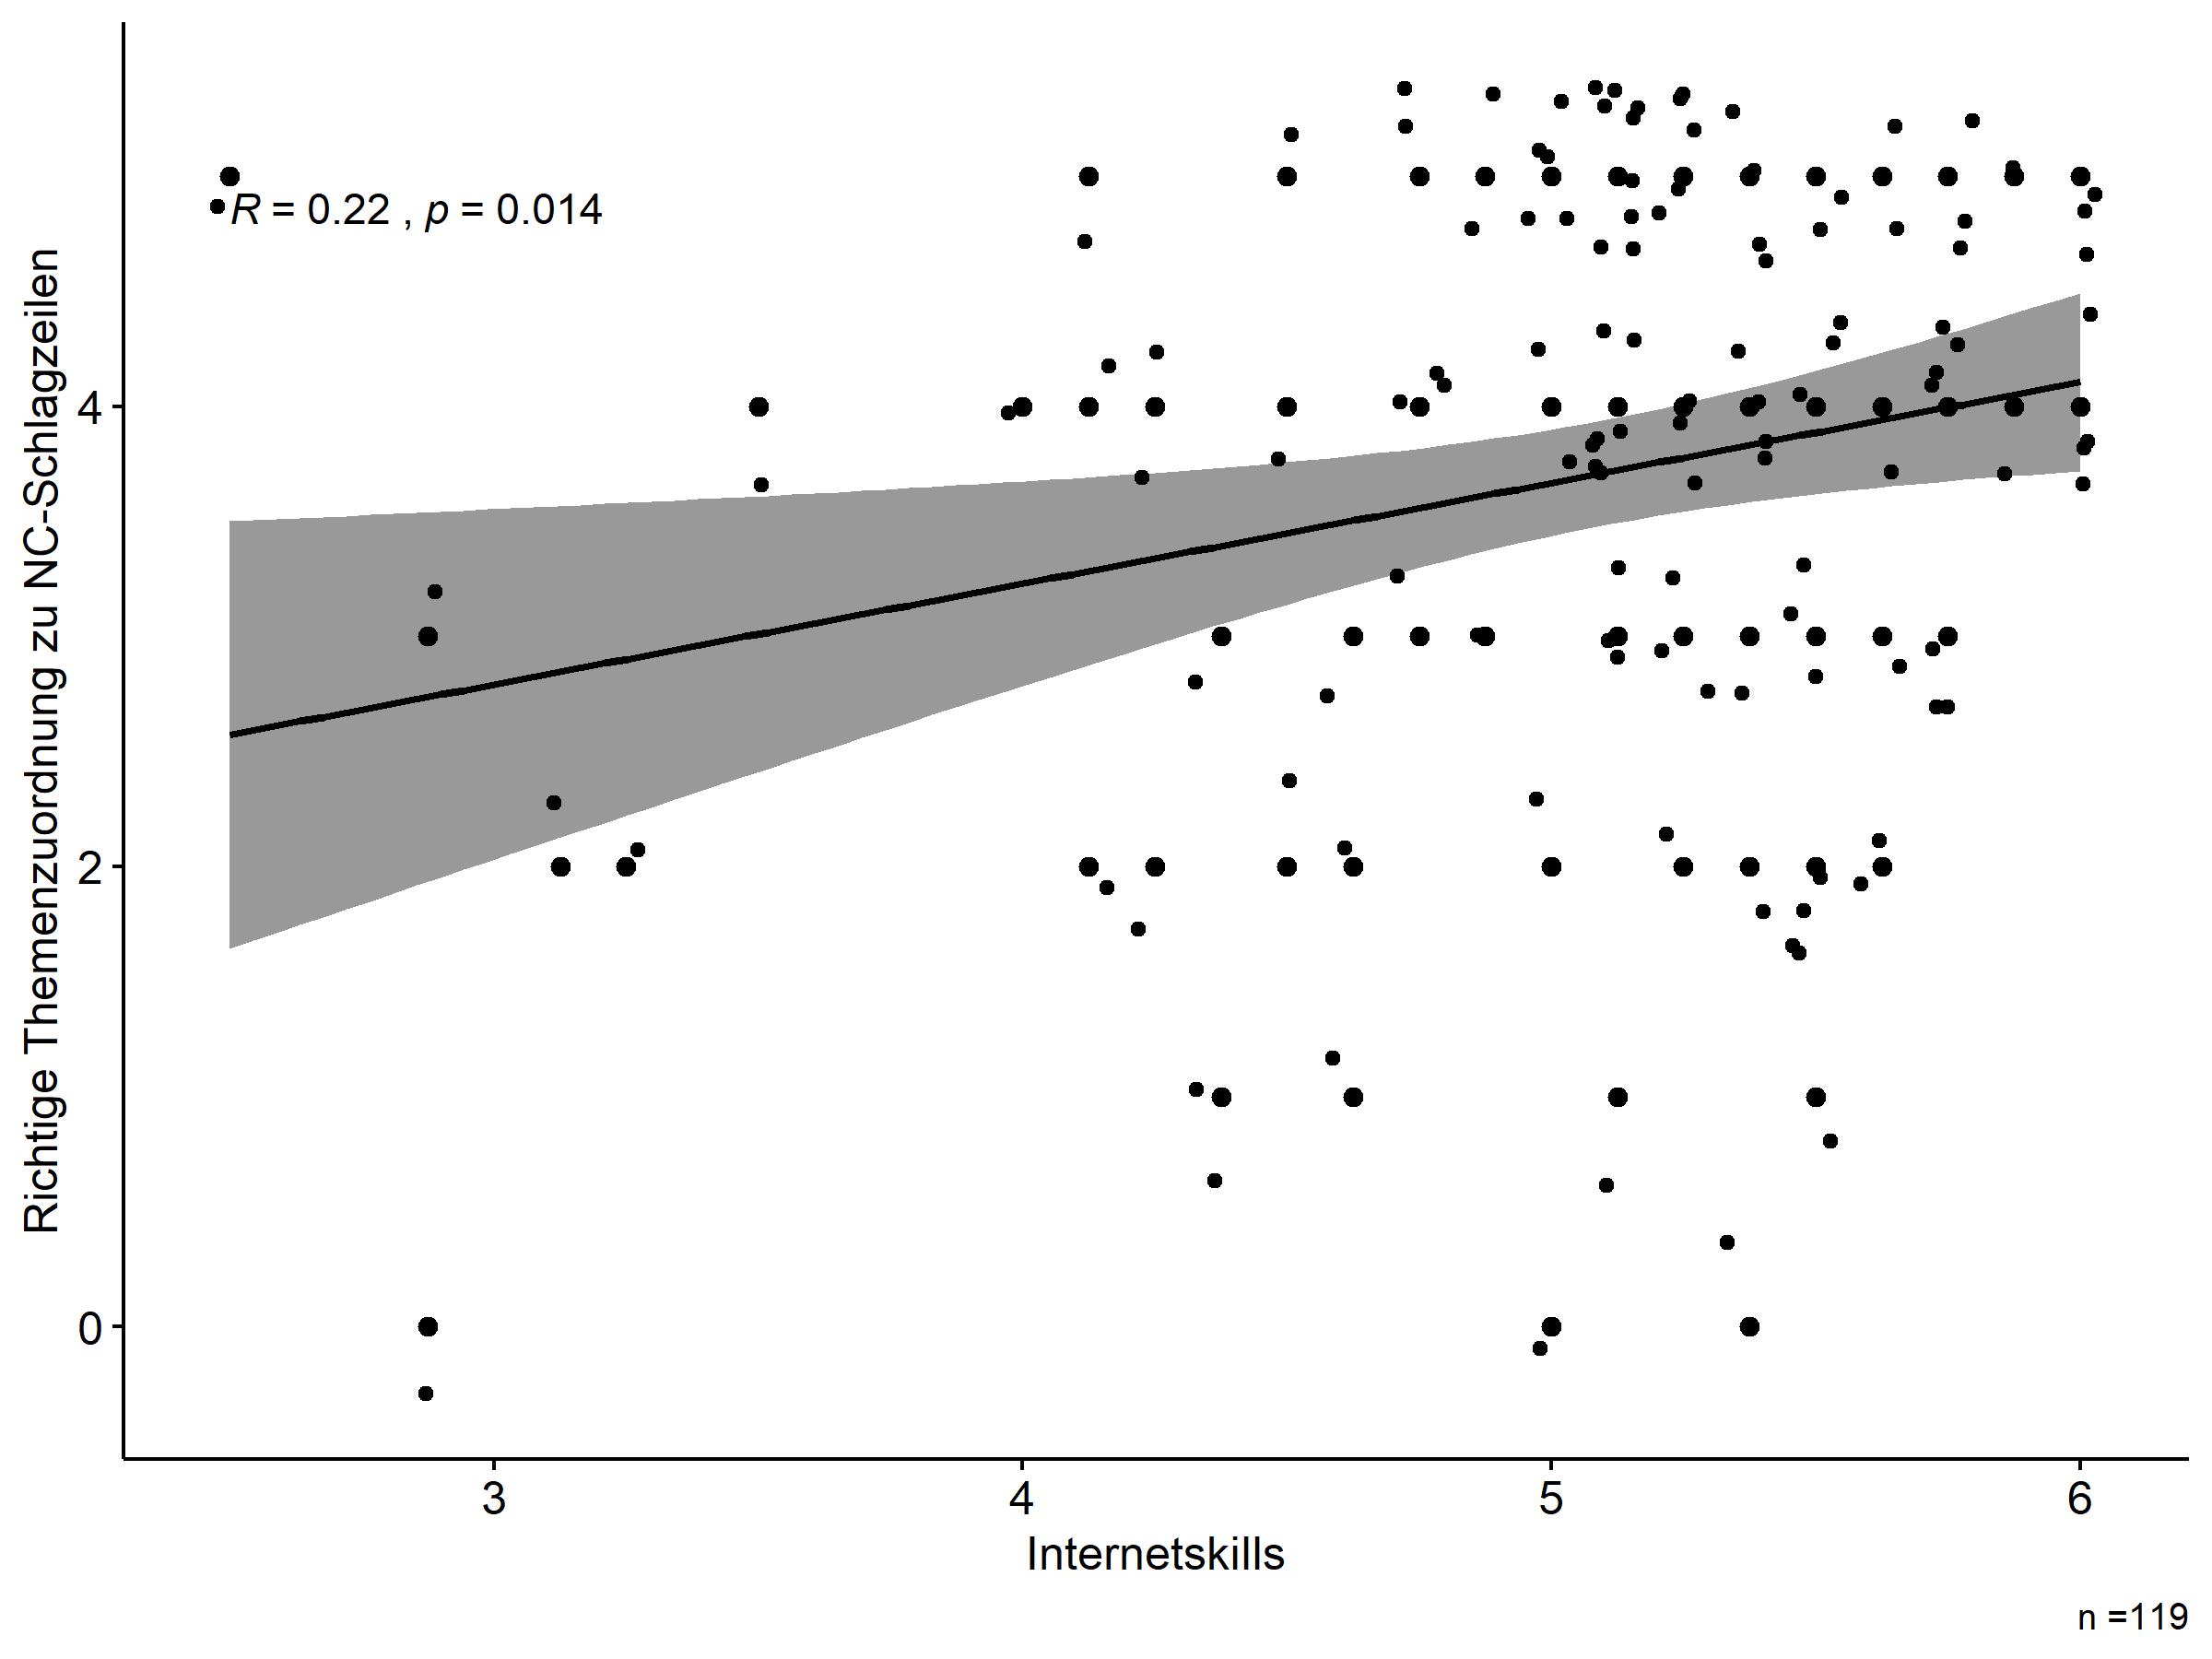 R = 0.22 , p = 0.014
Richtige Themenzuordnung zu NC-Schlagzeilen
4
2
0
3 4 5 6
Internetskills
n =119